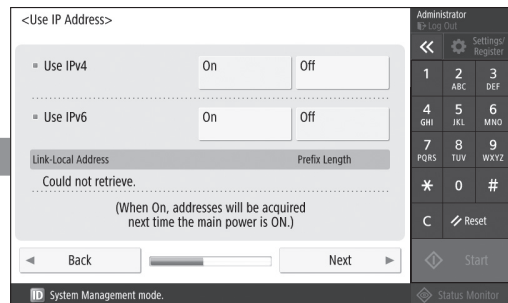 <Use IP Address>
Use IPv4 On Off
Use IPv6 On Off
Link-Local Address Prefix Length
Could not retrieve.
(When On, addresses will be acquired
next time the main power is ON.)
Back Next
ID System Management mode.
Administrator
Log Out
Settings/
Register
1 2 3
ABC DEF
4 5 6
GHI JKL MNO
7 8 9
PQRS TUV WXYZ
* 0 #
C Reset
Start
Status Monitor